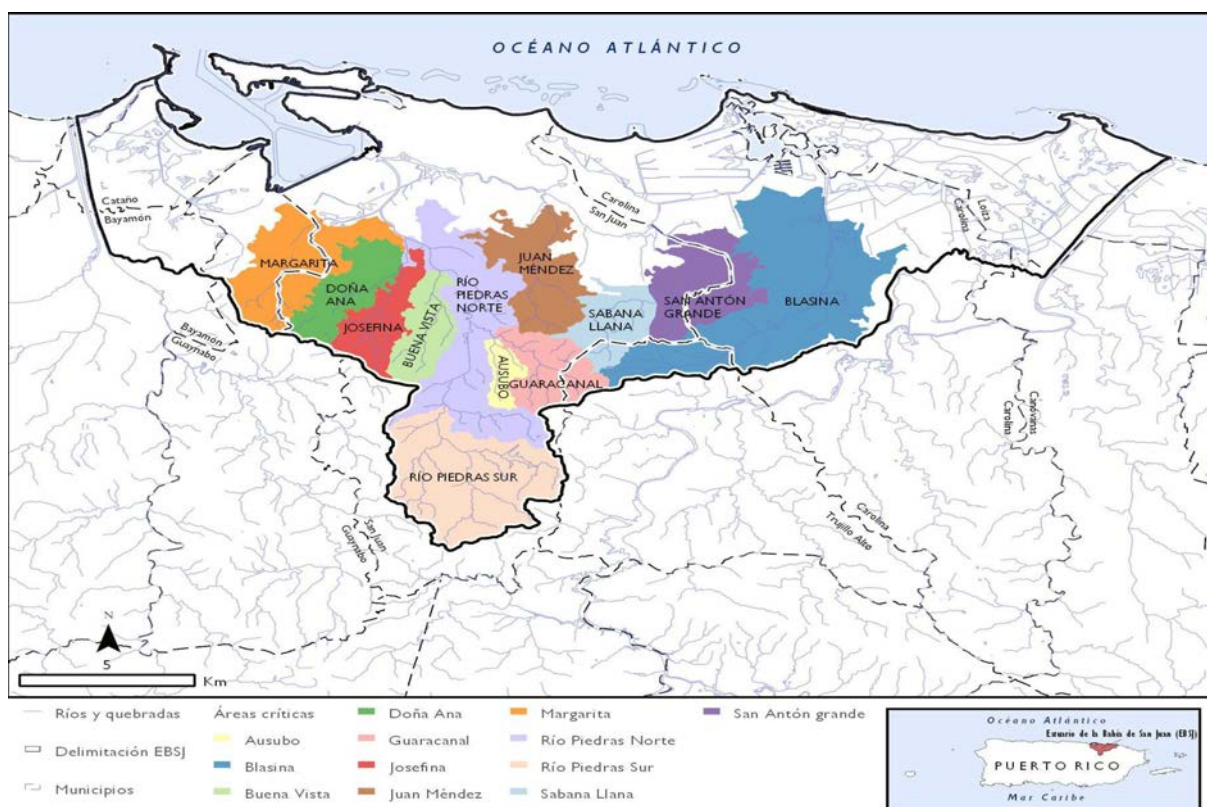 OCÉANO ATLÁNTICO
Cataño
Bayamón
Carolina
San Juan
Loíza
Carolina
MARGARITA
DOÑA
ANA
JOSEFINA
BUENA VISTA
RÍO
PIEDRAS
NORTE
JUAN
MÉNDEZ
SABANA
LLANA
SAN ANTÓN
GRANDE
BLASINA
AUSUBO
GUARACANAL
Bayamón
Guaynabo
RÍO PIEDRAS SUR
San Juan
Guaynabo
Carolina
Trujillo Alto
Canóvanas
Carolina
N
5
Km
Ríos y quebradas
Delimitación EBSJ
Municipios
Áreas críticas
Ausubo
Blasina
Buena Vista
Doña Ana
Guaracanal
Josefina
Juan Méndez
Margarita
Río Piedras Norte
Río Piedras Sur
Sabana Llana
San Antón grande
Océano Atlántico
Estuario de la Bahía de San Juan (EBSJ)
PUERTO RICO
Mar Caribe